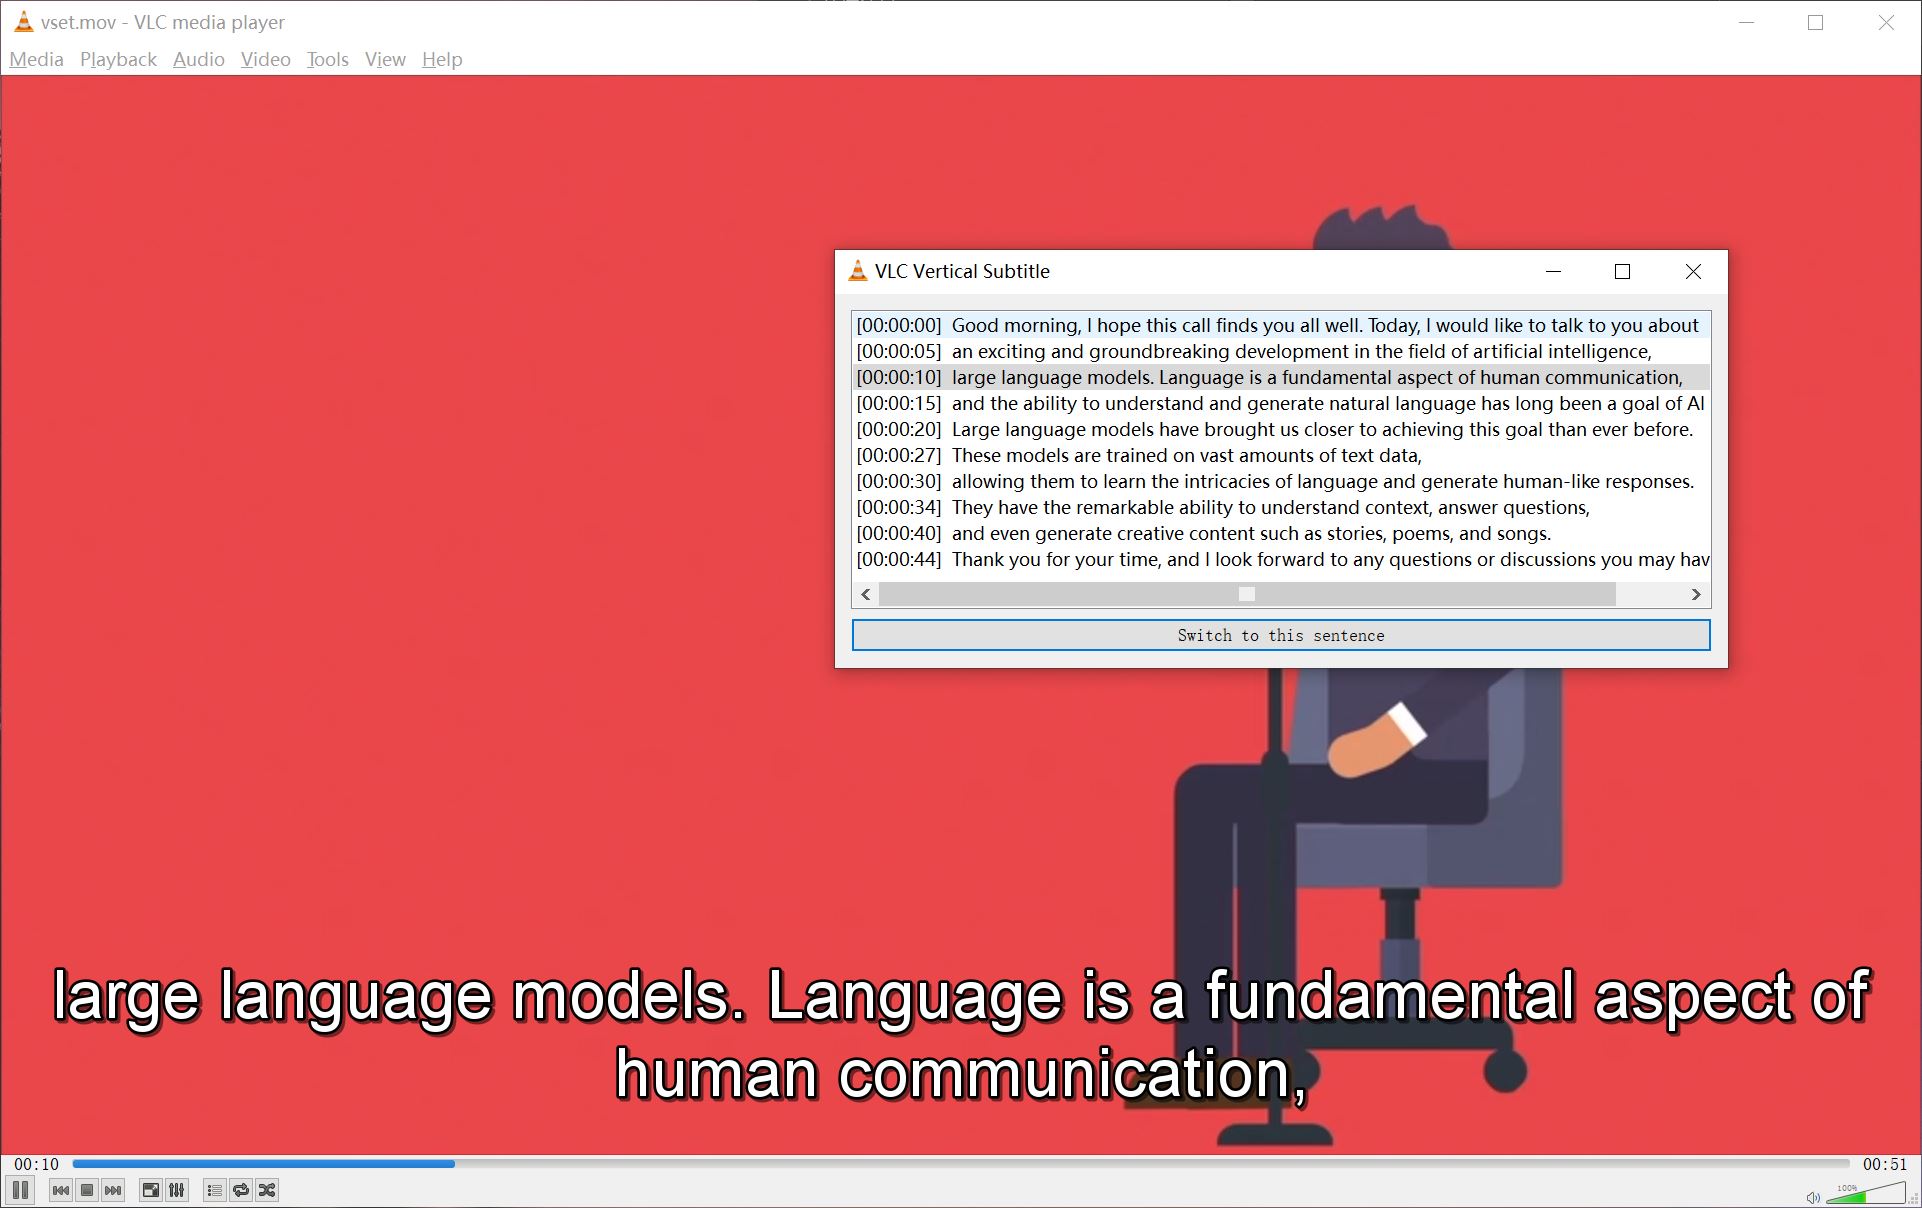 vset.mov - VLC media player
Media Playback Audio Video Tools View Help
VLC Vertical Subtitle
[00:00:00] Good morning, I hope this call finds you all well. Today, I would like to talk to you about
[00:00:05] an exciting and groundbreaking development in the field of artificial intelligence,
[00:00:10] large language models. Language is a fundamental aspect of human communication,
[00:00:15] and the ability to understand and generate natural language has long been a goal of AI
[00:00:20] Large language models have brought us closer to achieving this goal than ever before.
[00:00:27] These models are trained on vast amounts of text data,
[00:00:30] allowing them to learn the intricacies of language and generate human-like responses.
[00:00:34] They have the remarkable ability to understand context, answer questions,
[00:00:40] and even generate creative content such as stories, poems, and songs.
[00:00:44] Thank you for your time, and I look forward to any questions or discussions you may hav
Switch to this sentence
large language models. Language is a fundamental aspect of
human communication,
00:10 00:51
100%